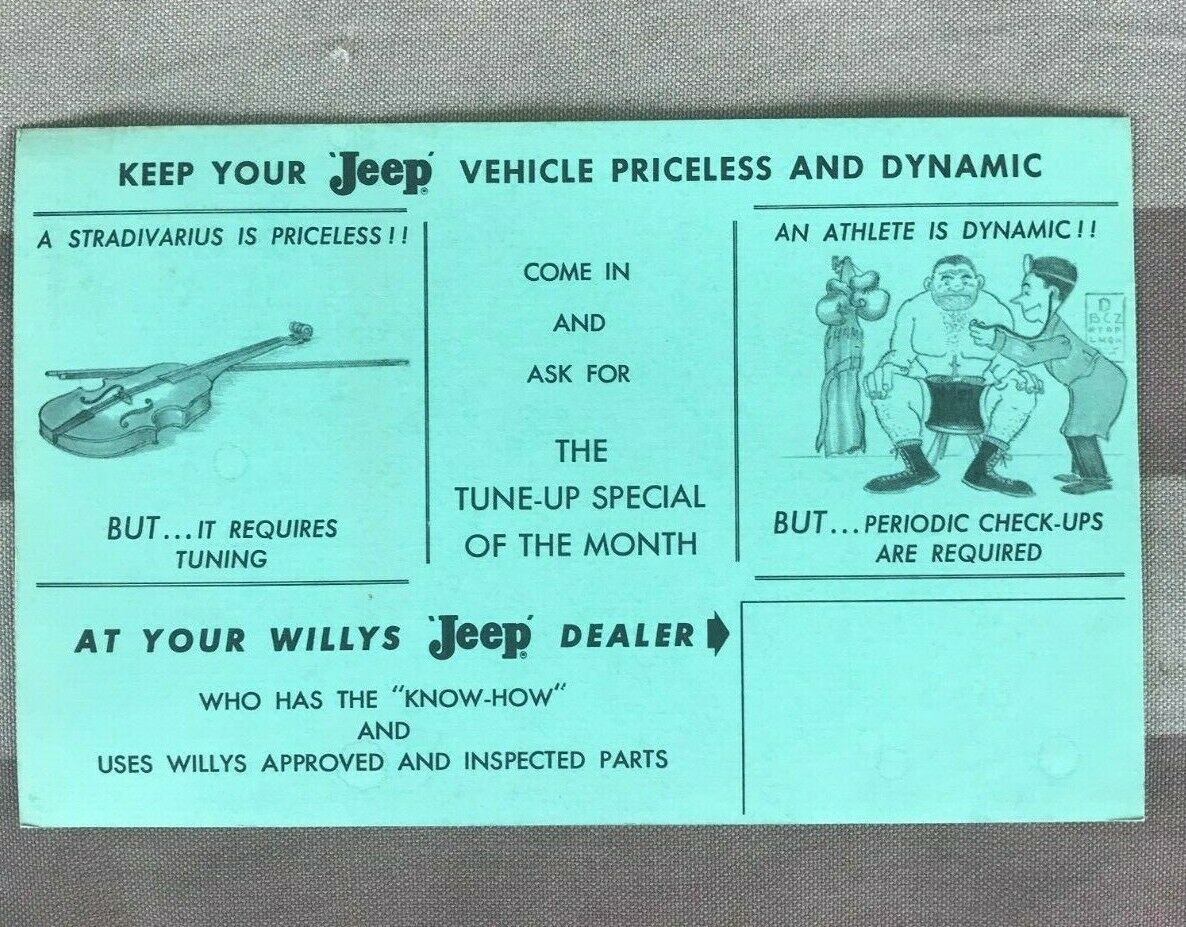 KEEP YOUR 'Jeep'® VEHICLE PRICELESS AND DYNAMIC
A STRADIVARIUS IS PRICELESS!!
BUT...IT REQUIRES
TUNING
COME IN
AND
ASK FOR
THE
TUNE-UP SPECIAL
OF THE MONTH
AN ATHLETE IS DYNAMIC!!
D
BCZ
BUT...PERIODIC CHECK-UPS
ARE REQUIRED
AT YOUR WILLYS 'Jeep'® DEALER
WHO HAS THE "KNOW-HOW"
AND
USES WILLYS APPROVED AND INSPECTED PARTS